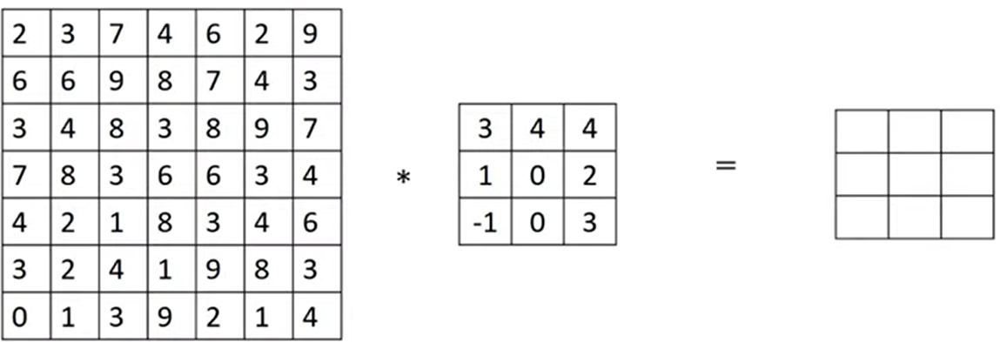 2 3 7 4 6 2 9
6 6 9 8 7 4 3
3 4 8 3 8 9 7
7 8 3 6 6 3 4
4 2 1 8 3 4 6
3 2 4 1 9 8 3
0 1 3 9 2 1 4
*
3 4 4
1 0 2
-1 0 3
=